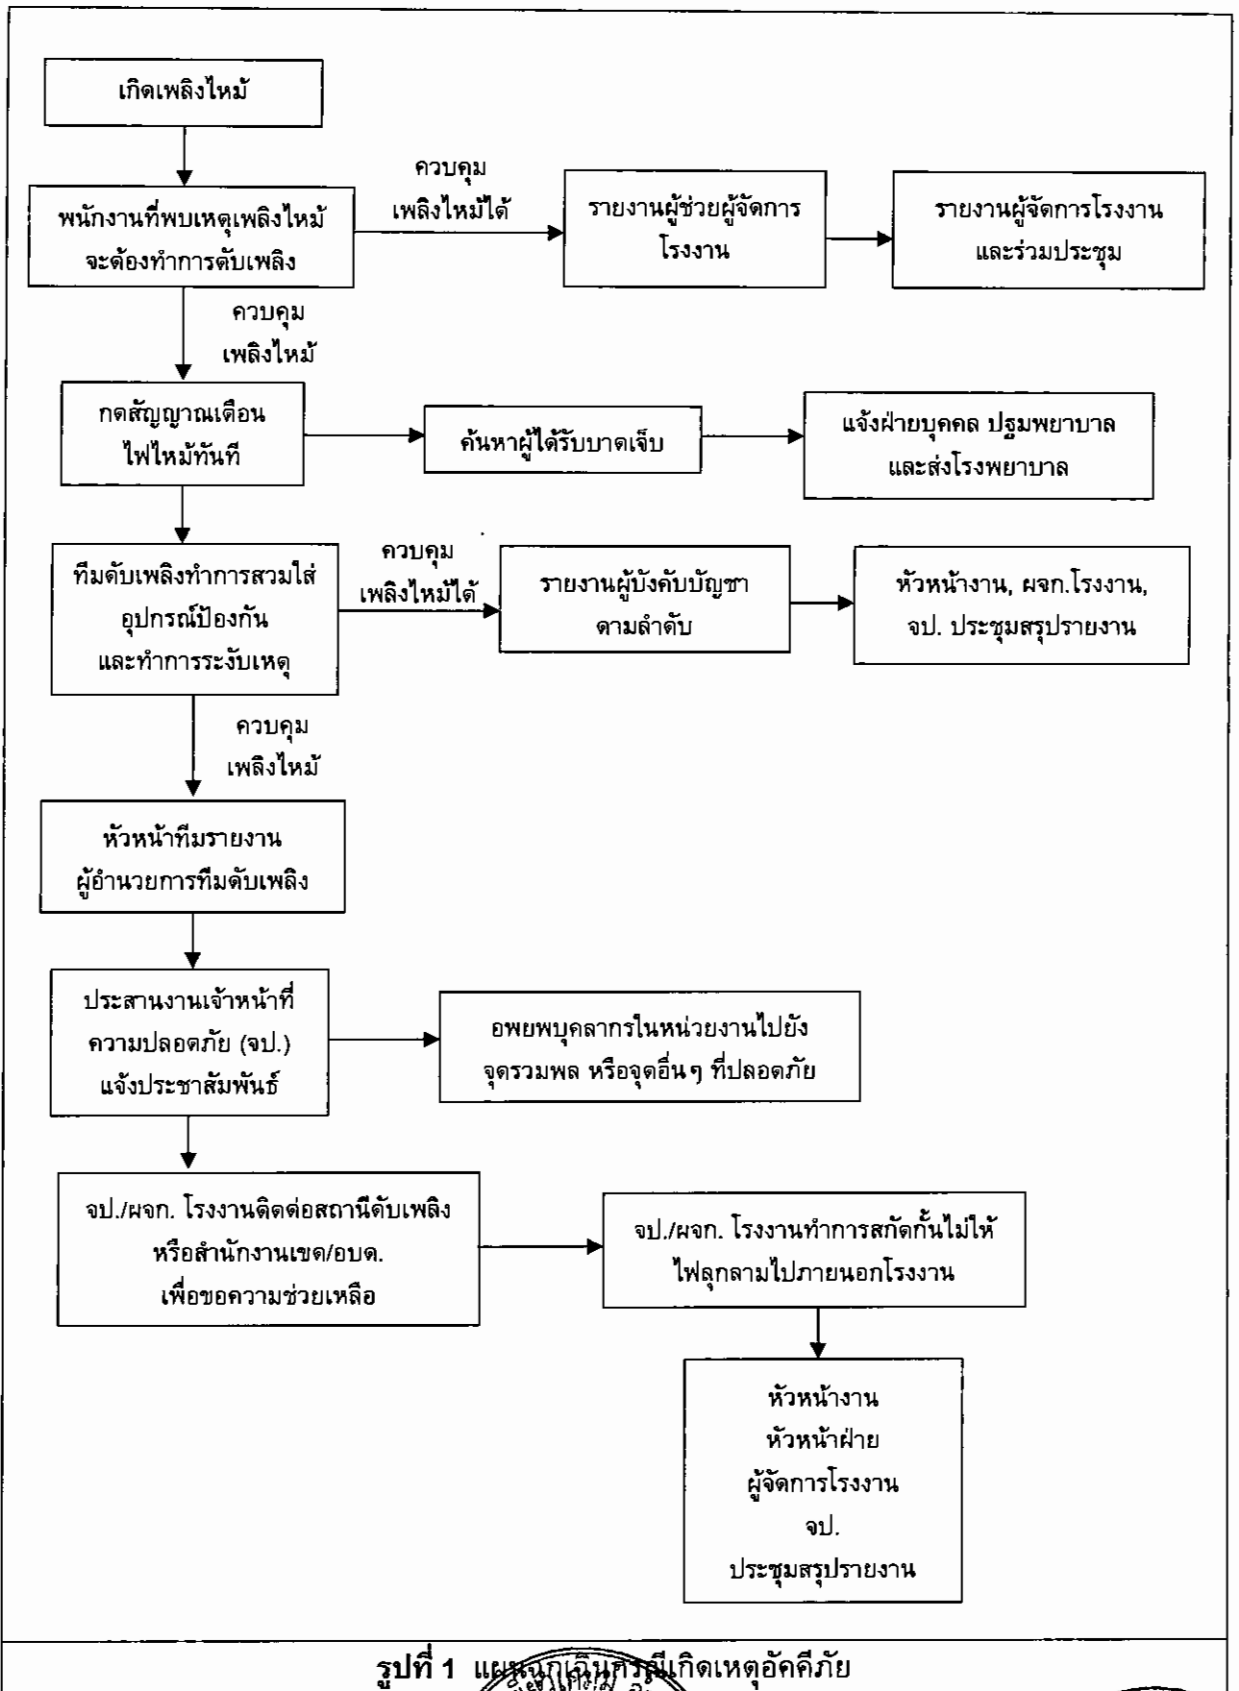 เกิดเพลิงไหม้
ควบคุม
เพลิงไหม้ได้
พนักงานที่พบเหตุเพลิงไหม้
จะต้องทำการดับเพลิง
รายงานผู้ช่วยผู้จัดการ
โรงงาน
รายงานผู้จัดการโรงงาน
และร่วมประชุม
ควบคุม
เพลิงไหม้
กดสัญญาณเตือน
ไฟไหม้ทันที
ค้นหาผู้ได้รับบาดเจ็บ
แจ้งฝ่ายบุคคล ปฐมพยาบาล
และส่งโรงพยาบาล
ทีมดับเพลิงทำการสวมใส่
อุปกรณ์ป้องกัน
และทำการระงับเหตุ
ควบคุม
เพลิงไหม้ได้
รายงานผู้บังคับบัญชา
ตามลำดับ
หัวหน้างาน, ผจก.โรงงาน,
จป. ประชุมสรุปรายงาน
ควบคุม
เพลิงไหม้
หัวหน้าทีมรายงาน
ผู้อำนวยการทีมดับเพลิง
ประสานงานเจ้าหน้าที่
ความปลอดภัย (จป.)
แจ้งประชาสัมพันธ์
อพยพบุคลากรในหน่วยงานไปยัง
จุดรวมพล หรือจุดอื่นๆ ที่ปลอดภัย
จป./ผจก. โรงงานติดต่อสถานีดับเพลิง
หรือสำนักงานเขต/อบต.
เพื่อขอความช่วยเหลือ
จป./ผจก. โรงงานทำการสกัดกั้นไม่ให้
ไฟลุกลามไปภายนอกโรงงาน
หัวหน้างาน
หัวหน้าฝ่าย
ผู้จัดการโรงงาน
จป.
ประชุมสรุปรายงาน
รูปที่ 1 แผนฉุกเฉินกรณีเกิดเหตุอัคคีภัย